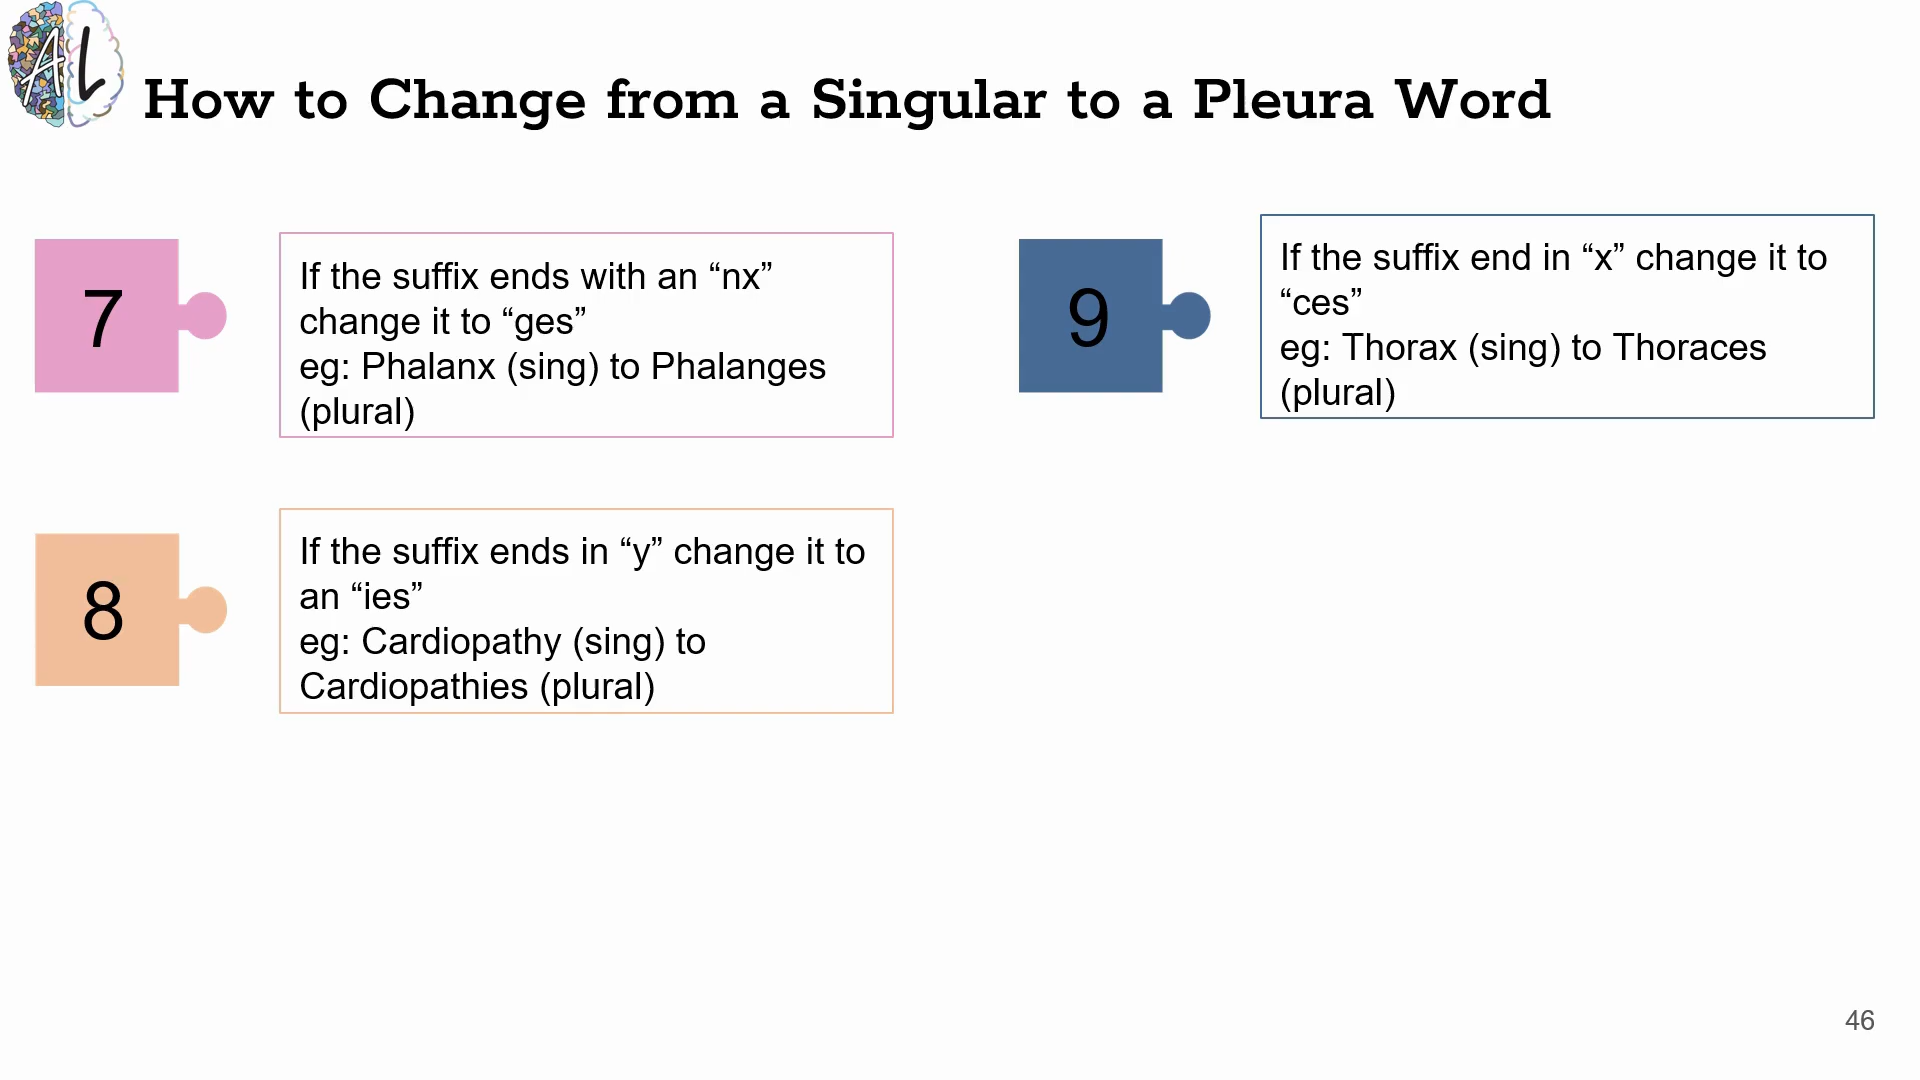 AL
How to Change from a Singular to a Pleura Word
7
If the suffix ends with an “nx”
change it to “ges”
eg: Phalanx (sing) to Phalanges
(plural)
8
If the suffix ends in “y” change it to
an “ies”
eg: Cardiopathy (sing) to
Cardiopathies (plural)
9
If the suffix end in “x” change it to
“ces”
eg: Thorax (sing) to Thoraces
(plural)
46